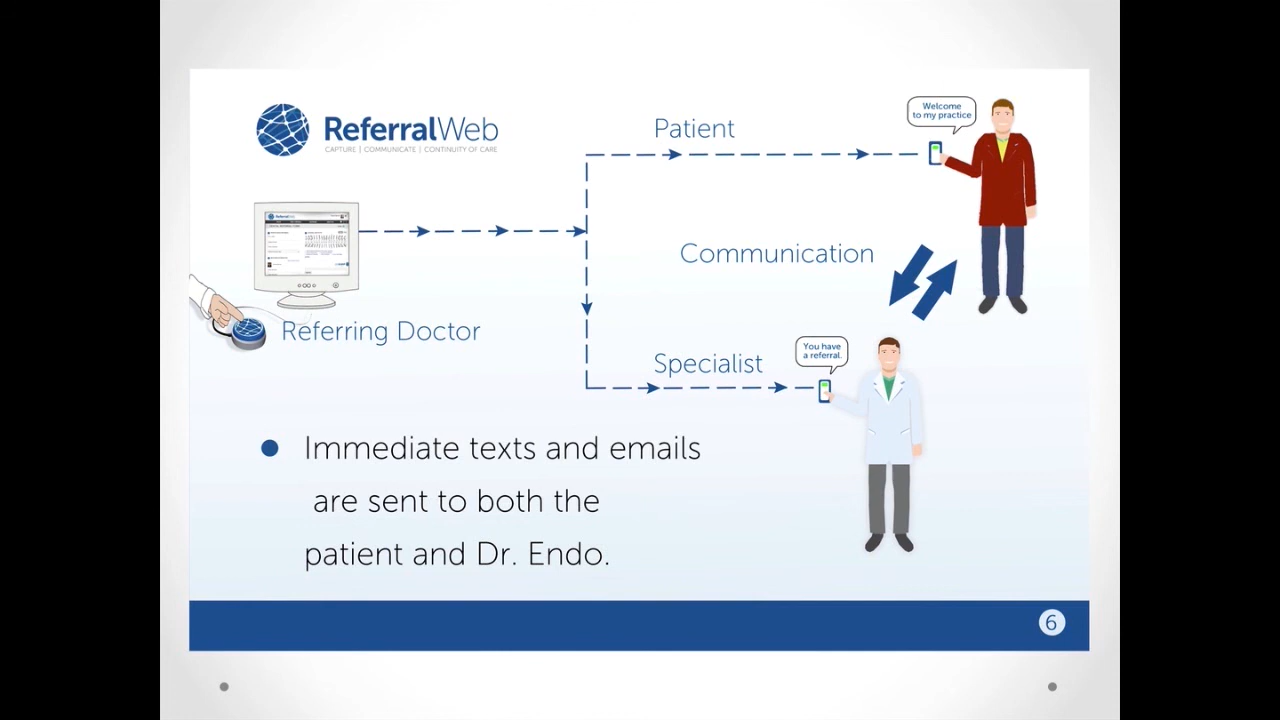 ReferralWeb
CAPTURE | COMMUNICATE | CONTINUITY OF CARE
Patient
Welcome
to my practice
ReferralWeb
Communication
Referring Doctor
Specialist
You have
a referral.
Immediate texts and emails
are sent to both the
patient and Dr. Endo.
6